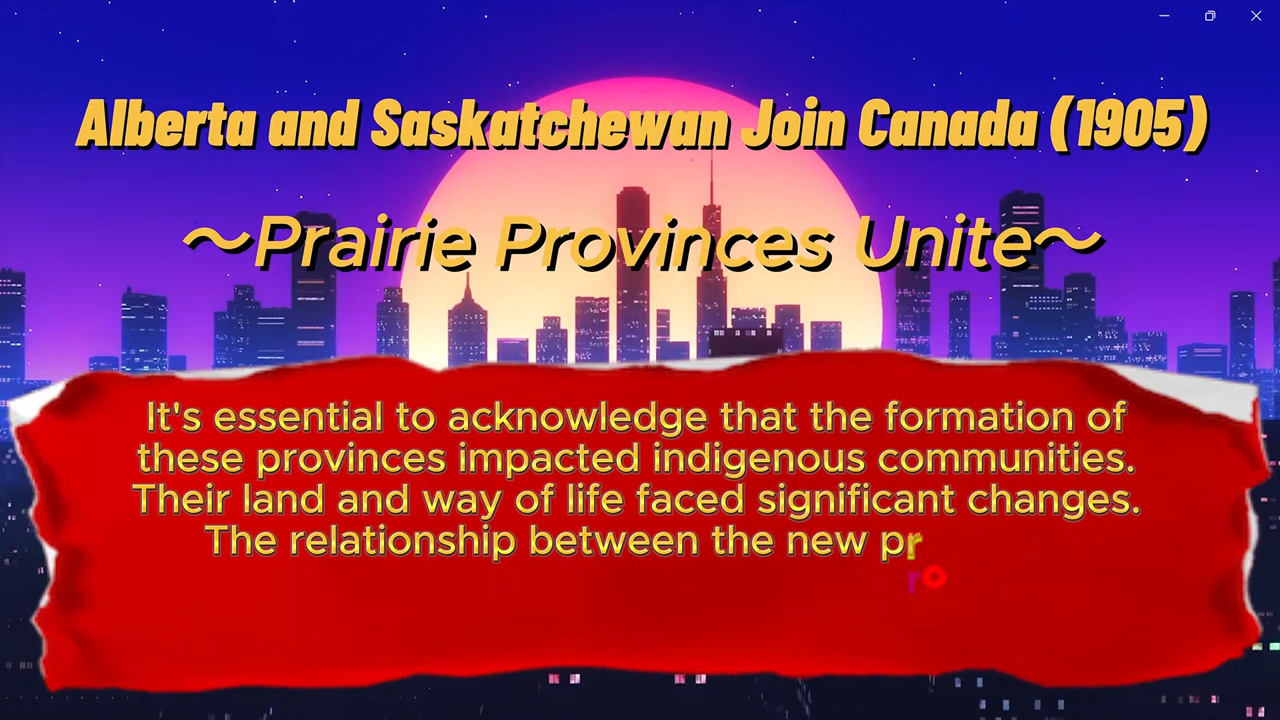 Alberta and Saskatchewan Join Canada (1905)
〜Prairie Provinces Unite〜
It's essential to acknowledge that the formation of
these provinces impacted indigenous communities.
Their land and way of life faced significant changes.
The relationship between the new pr
ro